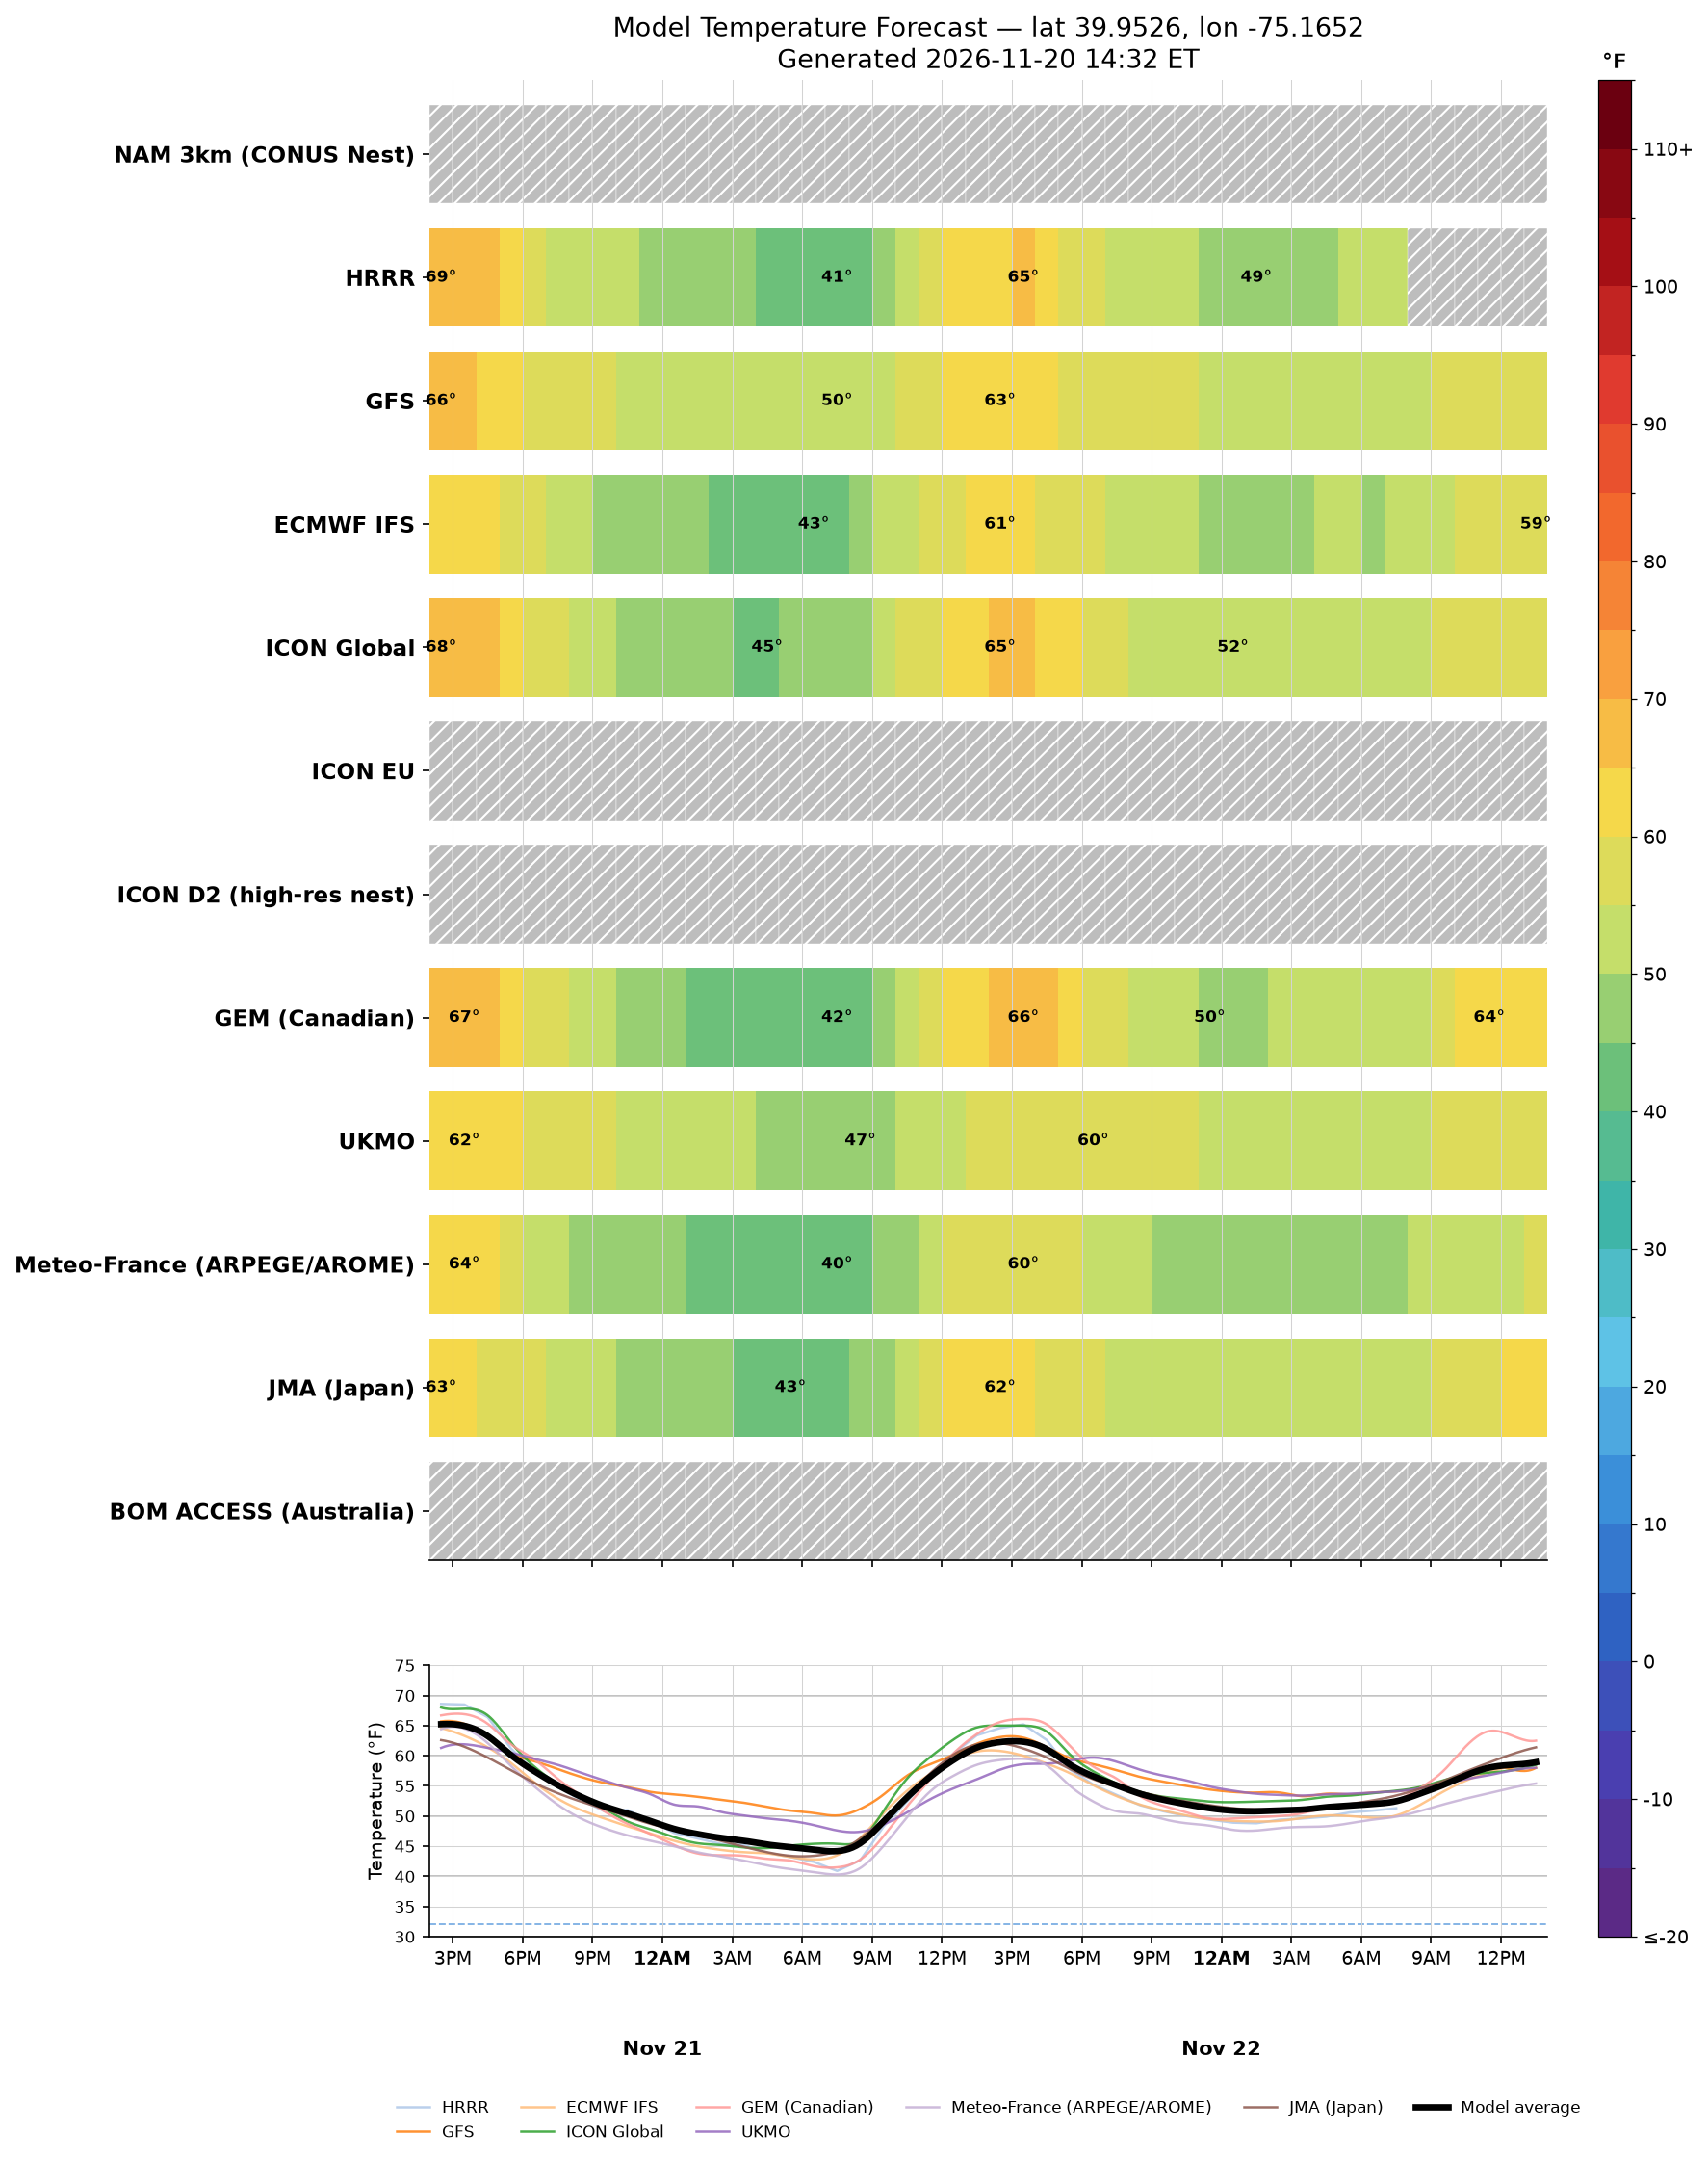 Model Temperature Forecast — lat 39.9526, lon -75.1652
Generated 2026-11-20 14:32 ET
°F
NAM 3km (CONUS Nest)
HRRR 69° 41° 65° 49°
GFS 66° 50° 63°
ECMWF IFS 43° 61° 59°
ICON Global 68° 45° 65° 52°
ICON EU
ICON D2 (high-res nest)
GEM (Canadian) 67° 42° 66° 50° 64°
UKMO 62° 47° 60°
Meteo-France (ARPEGE/AROME) 64° 40° 60°
JMA (Japan) 63° 43° 62°
BOM ACCESS (Australia)
110+
100
90
80
70
60
50
40
30
20
10
0
-10
≤-20
Temperature (°F)
75
70
65
60
55
50
45
40
35
30
3PM 6PM 9PM 12AM 3AM 6AM 9AM 12PM 3PM 6PM 9PM 12AM 3AM 6AM 9AM 12PM
Nov 21 Nov 22
HRRR ECMWF IFS GEM (Canadian) Meteo-France (ARPEGE/AROME) JMA (Japan) Model average
GFS ICON Global UKMO